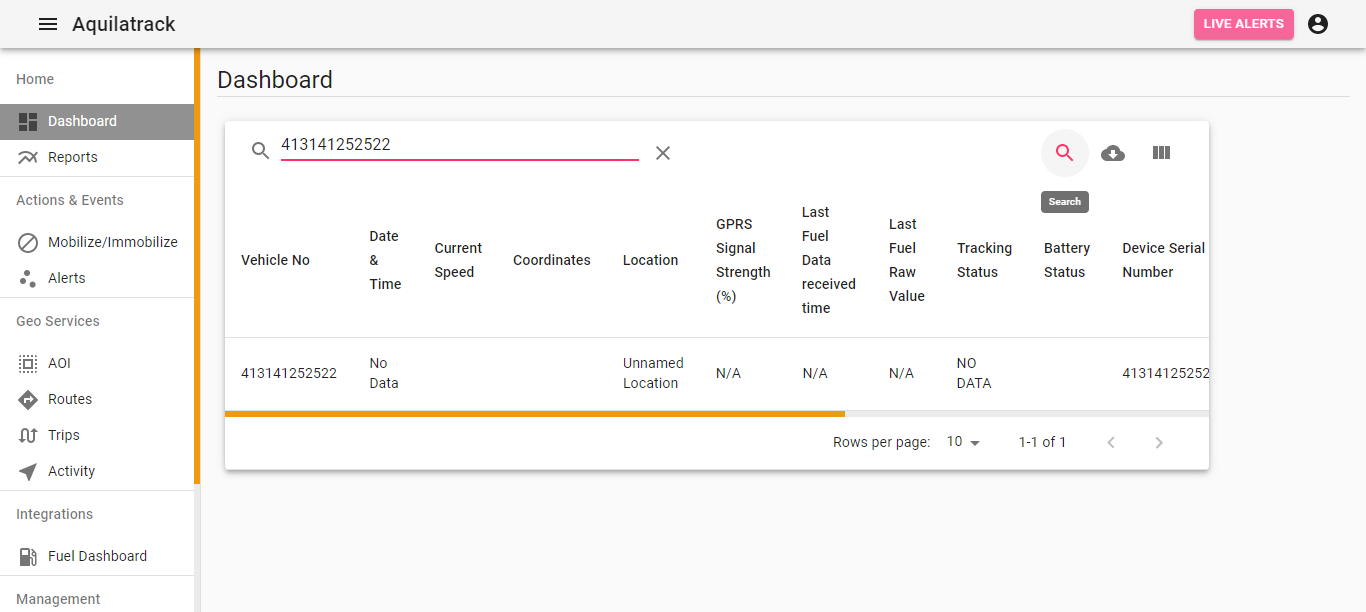 Aquilatrack
LIVE ALERTS
Home
Dashboard
Reports
Actions & Events
Mobilize/Immobilize
Alerts
Geo Services
AOI
Routes
Trips
Activity
Integrations
Fuel Dashboard
Management
Dashboard
413141252522
Search
Vehicle No
Date
&
Time
Current
Speed
Coordinates
Location
GPRS
Signal
Strength
(%)
Last
Fuel
Data
received
time
Last
Fuel
Raw
Value
Tracking
Status
Battery
Status
Device Serial
Number
413141252522
No
Data
Unnamed
Location
N/A
N/A
N/A
NO
DATA
41314125252
Rows per page: 10 1-1 of 1